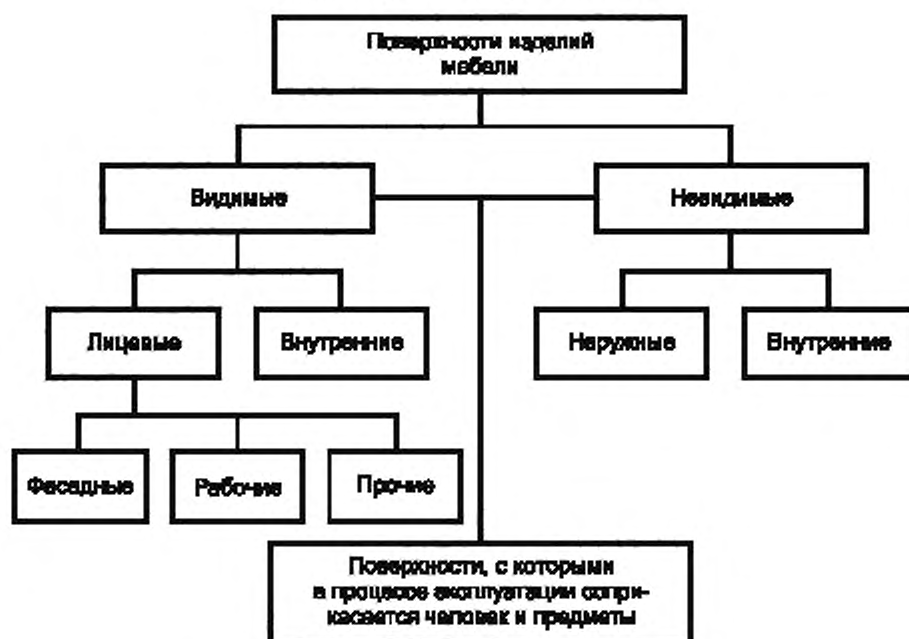 Поверхности изделий
мебели
Видимые
Невидимые
Лицевые
Внутренние
Наружные
Внутренние
Фасадные
Рабочие
Прочие
Поверхности, с которыми
в процессе эксплуатации сопри-
касается человек и предметы